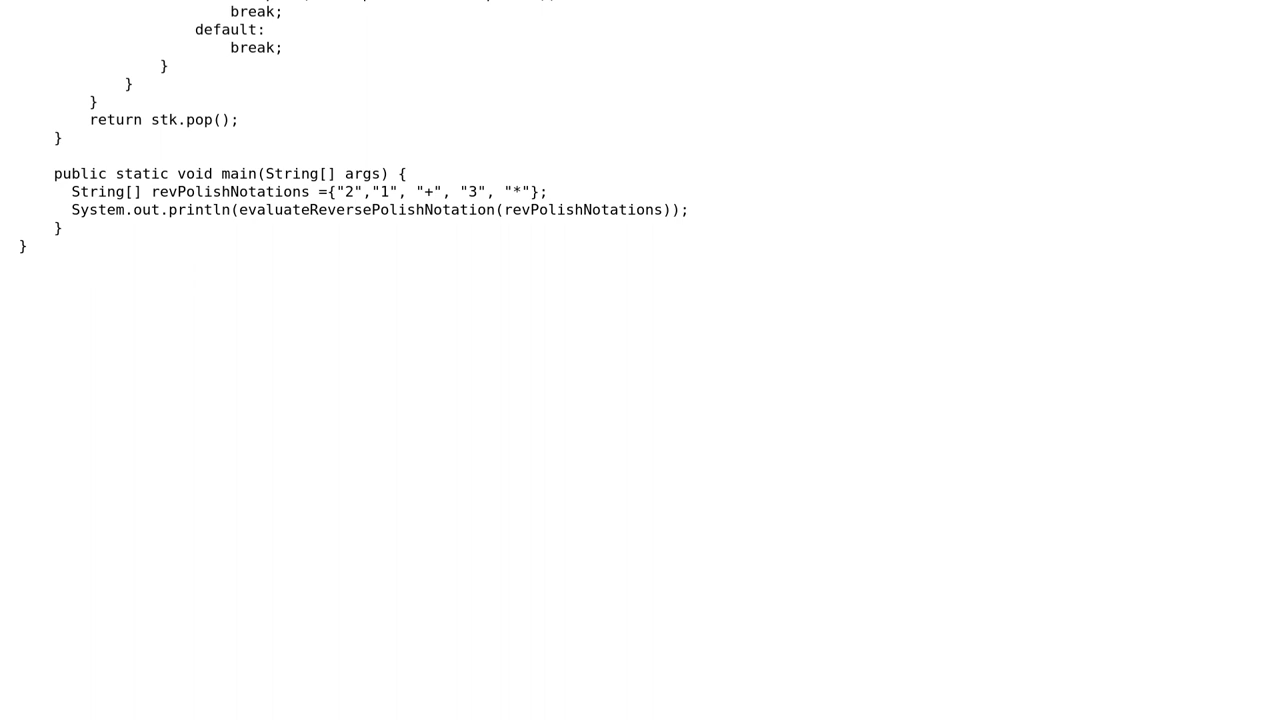 break;
default:
break;
}
}
}
return stk.pop();
}
public static void main(String[] args) {
String[] revPolishNotations ={"2","1", "+", "3", "*"};
System.out.println(evaluateReversePolishNotation(revPolishNotations));
}
}